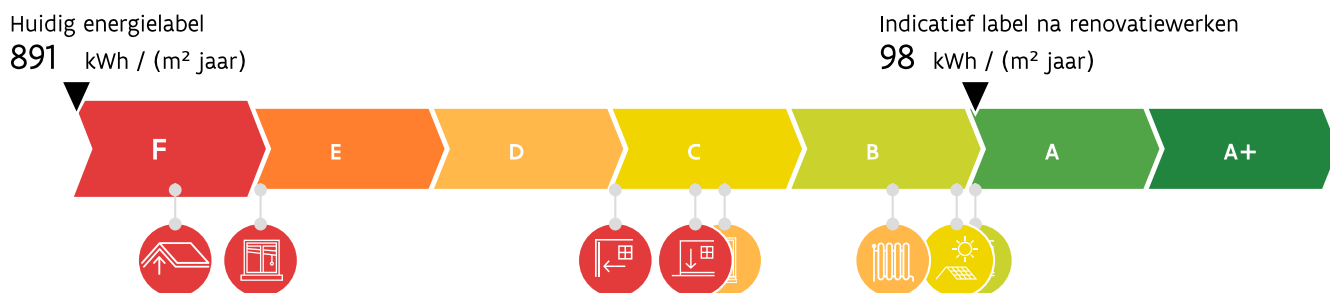 Huidig energielabel
891 kWh / (m² jaar)
Indicatief label na renovatiewerken
98 kWh / (m² jaar)
F E D C B A A+